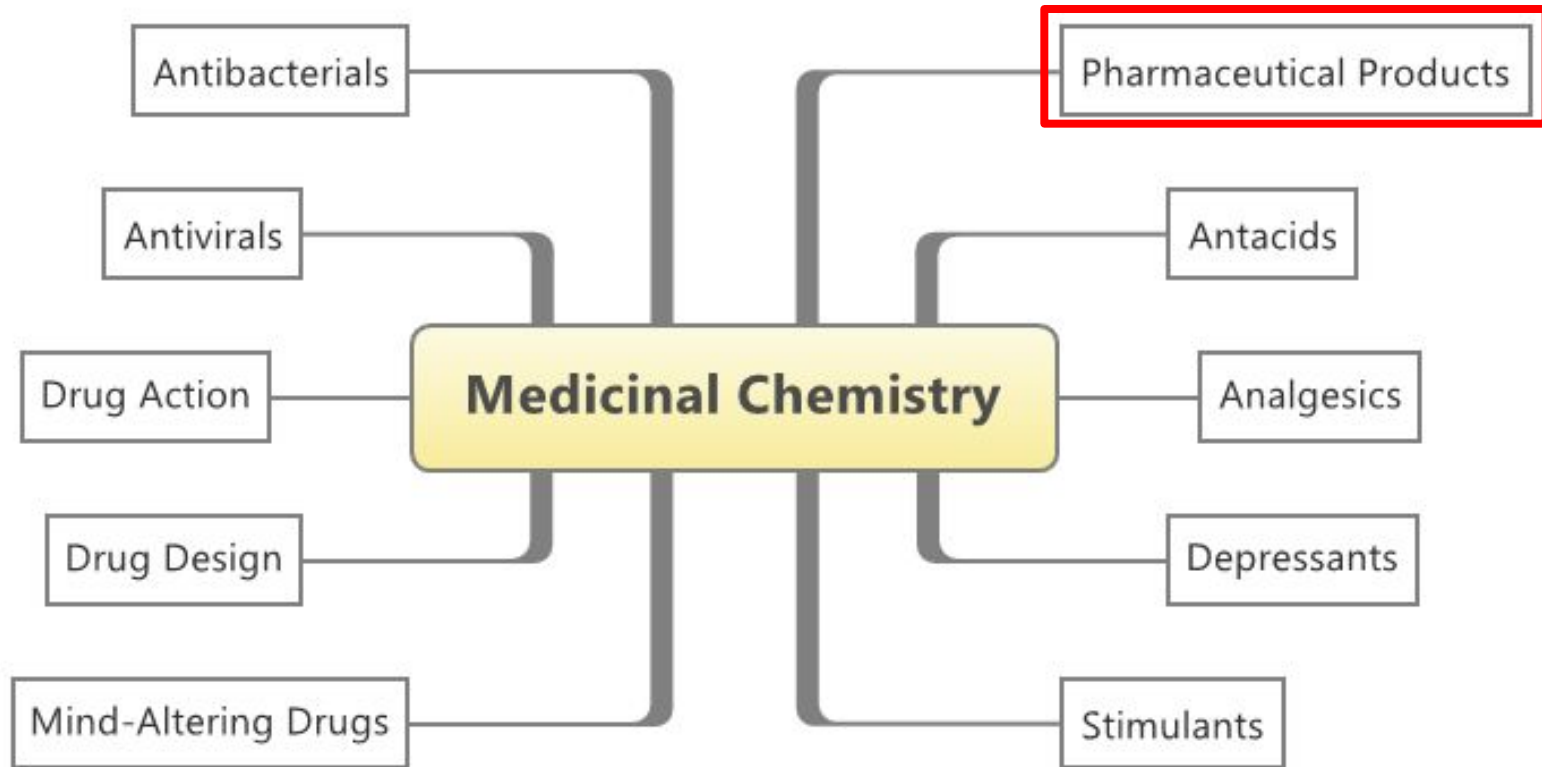 Antibacterials
Pharmaceutical Products
Antivirals
Antacids
Drug Action
Medicinal Chemistry
Analgesics
Drug Design
Depressants
Mind-Altering Drugs
Stimulants